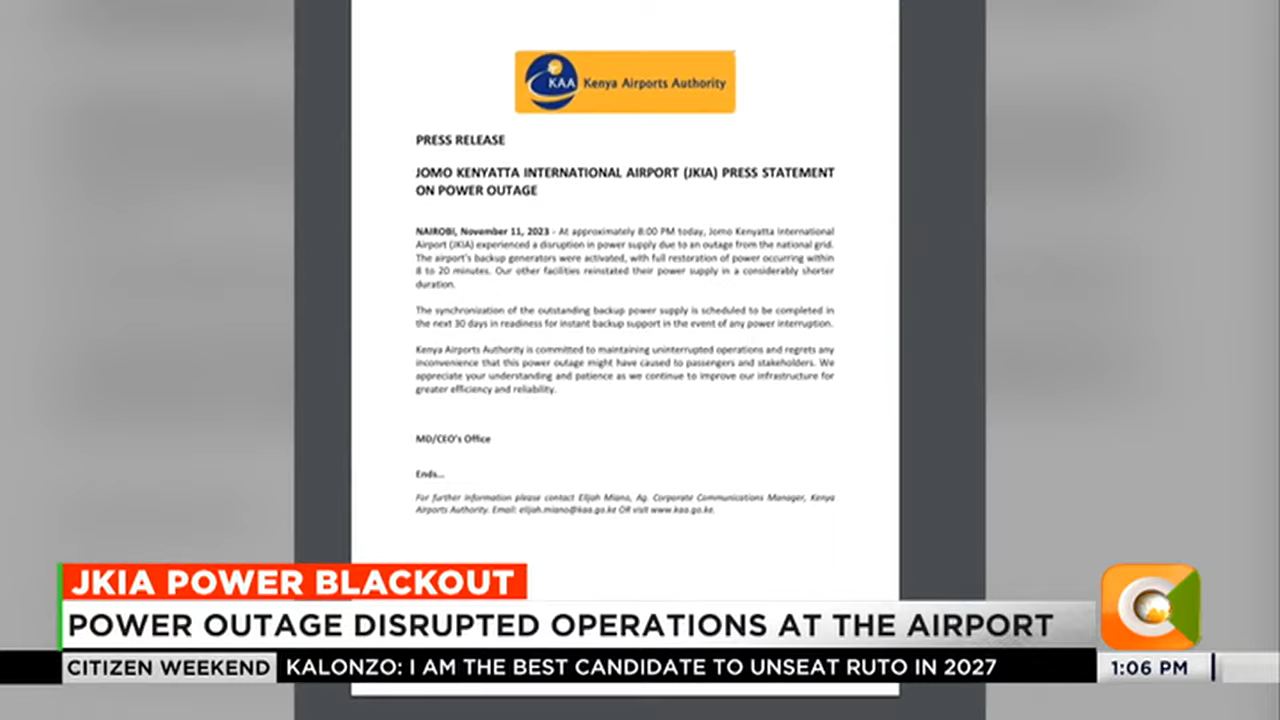 KAA Kenya Airports Authority
PRESS RELEASE
JOMO KENYATTA INTERNATIONAL AIRPORT (JKIA) PRESS STATEMENT
ON POWER OUTAGE
NAIROBI, November 11, 2023 - At approximately 8:00 PM today, Jomo Kenyatta International
Airport (JKIA) experienced a disruption in power supply due to an outage from the national grid.
The airport's backup generators were activated, with full restoration of power occurring within
8 to 20 minutes. Our other facilities reinstated their power supply in a considerably shorter
duration.
The synchronization of the outstanding backup power supply is scheduled to be completed in
the next 30 days in readiness for instant backup support in the event of any power interruption.
Kenya Airports Authority is committed to maintaining uninterrupted operations and regrets any
inconvenience that this power outage might have caused to passengers and stakeholders. We
appreciate your understanding and patience as we continue to improve our infrastructure for
greater efficiency and reliability.
MD/CEO's Office
Ends...
For further information please contact Elijah Miano, Ag. Corporate Communications Manager, Kenya
Airports Authority. Email: elijah.miano@kaa.go.ke OR visit www.kaa.go.ke.
JKIA POWER BLACKOUT
POWER OUTAGE DISRUPTED OPERATIONS AT THE AIRPORT
CITIZEN WEEKEND KALONZO: I AM THE BEST CANDIDATE TO UNSEAT RUTO IN 2027 1:06 PM